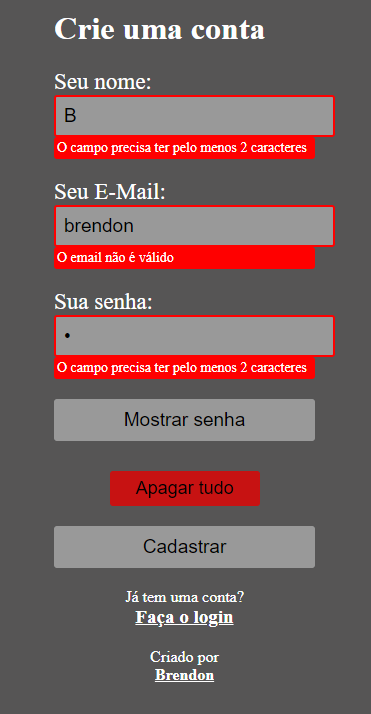 Crie uma conta
Seu nome:
B
O campo precisa ter pelo menos 2 caracteres
Seu E-Mail:
brendon
O email não é válido
Sua senha:
•
O campo precisa ter pelo menos 2 caracteres
Mostrar senha
Apagar tudo
Cadastrar
Já tem uma conta?
Faça o login
Criado por
Brendon